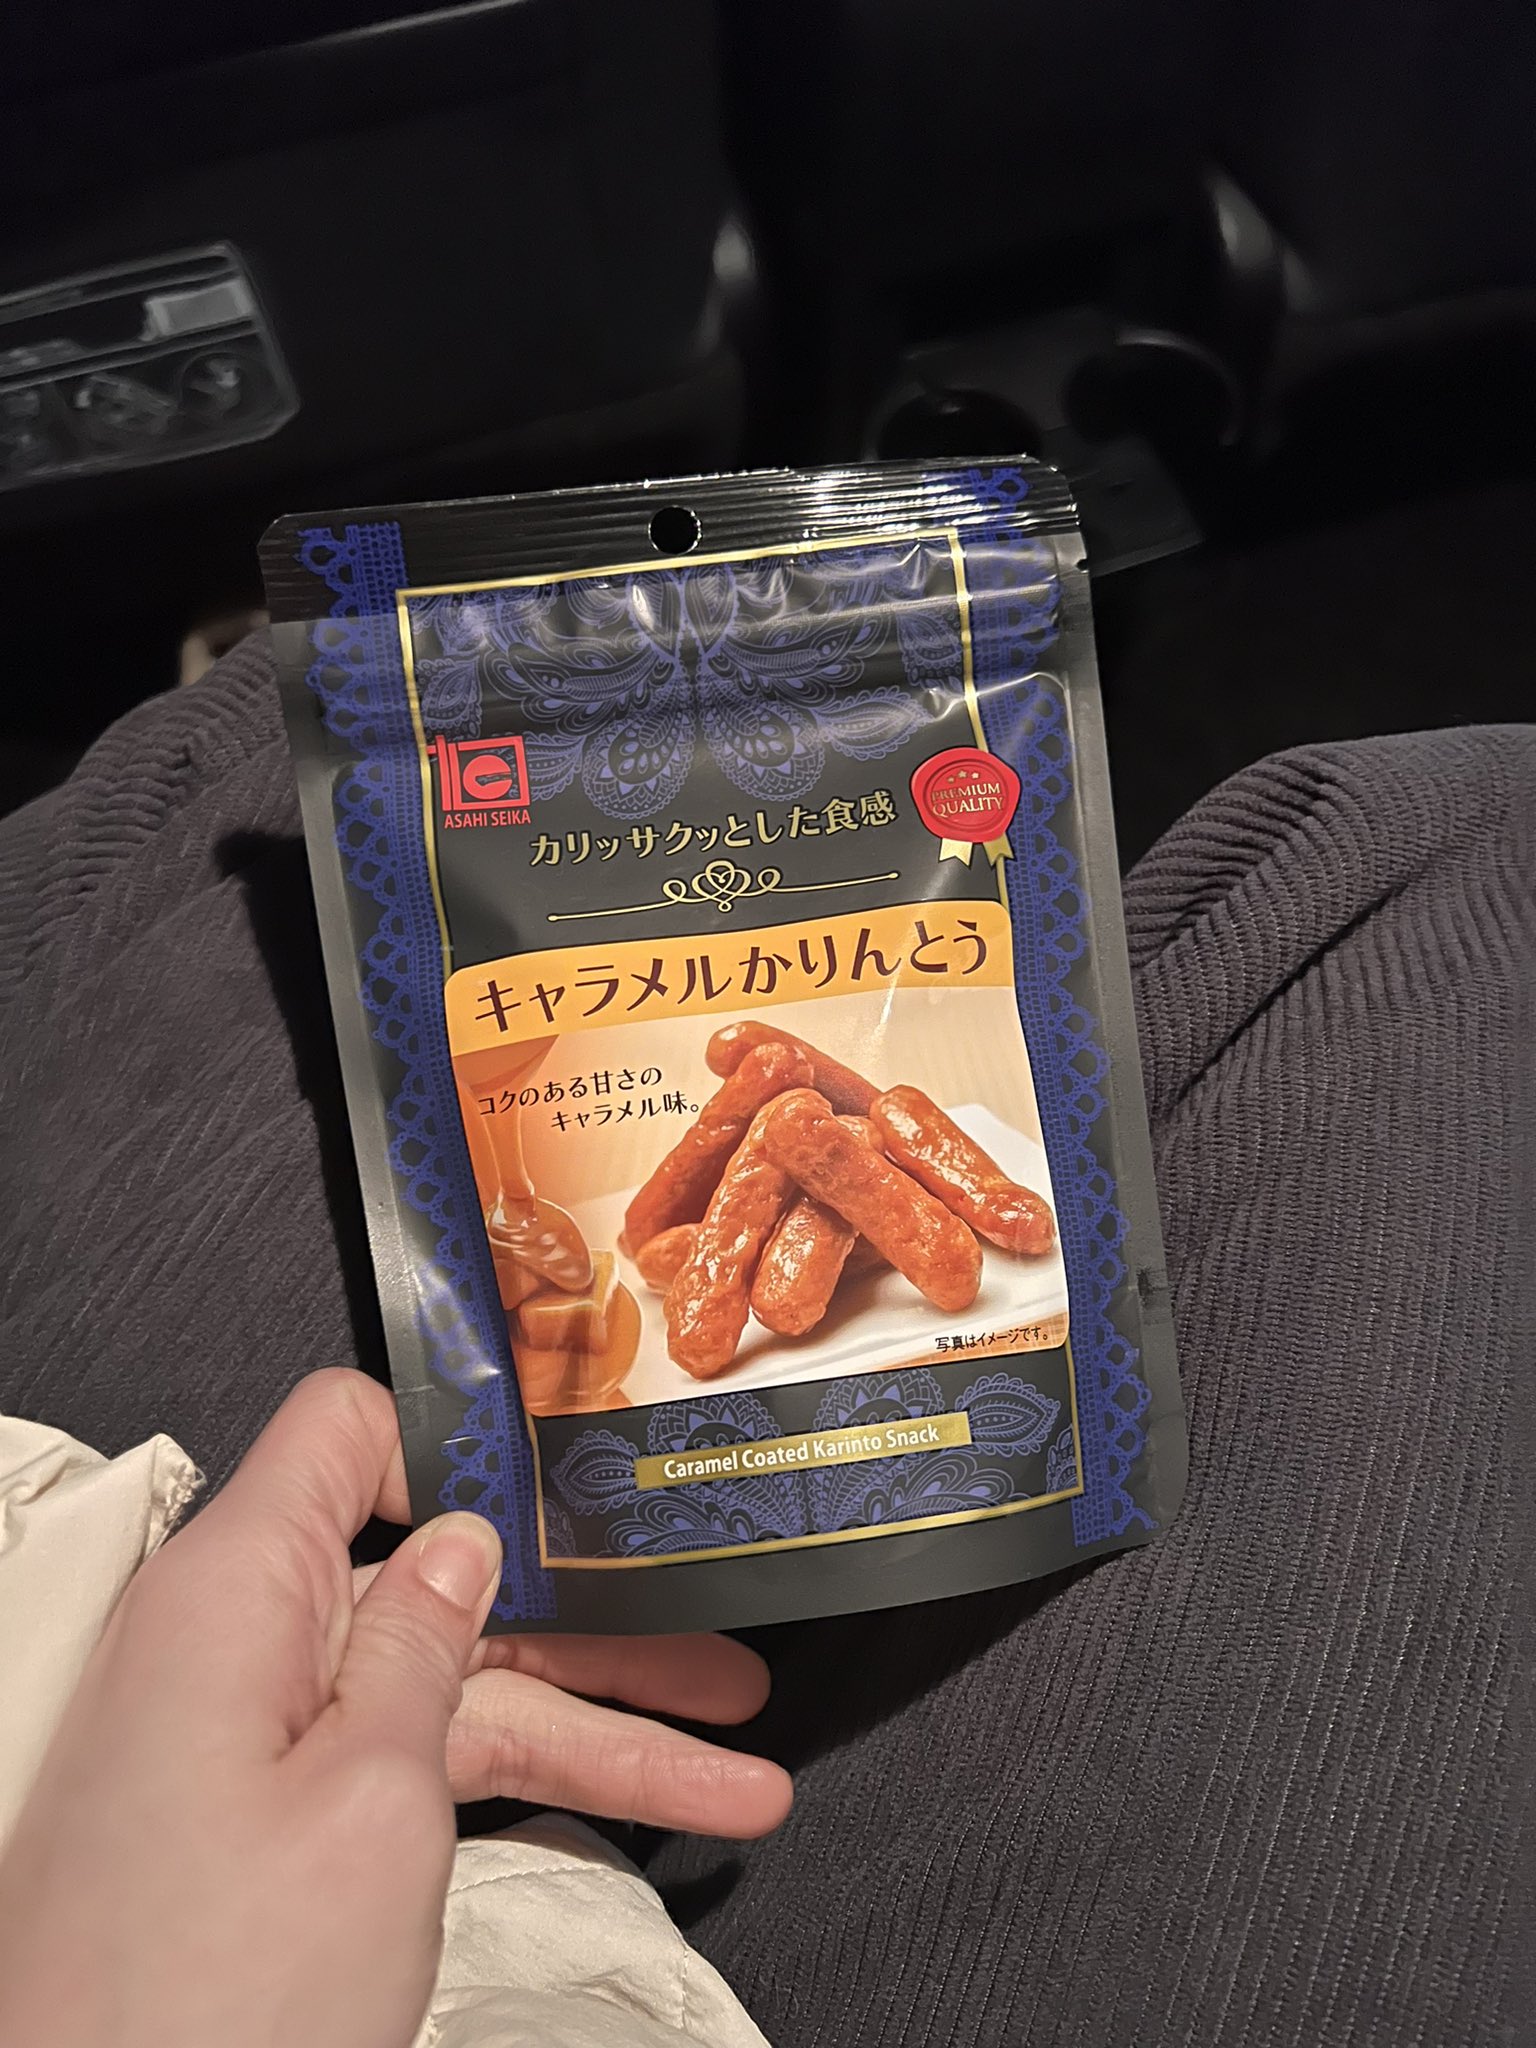 ASAHI SEIKA
カリッサクッとした食感
PREMIUM
QUALITY
キャラメルかりんとう
コクのある甘さの
キャラメル味。
写真はイメージです。
Caramel Coated Karinto Snack